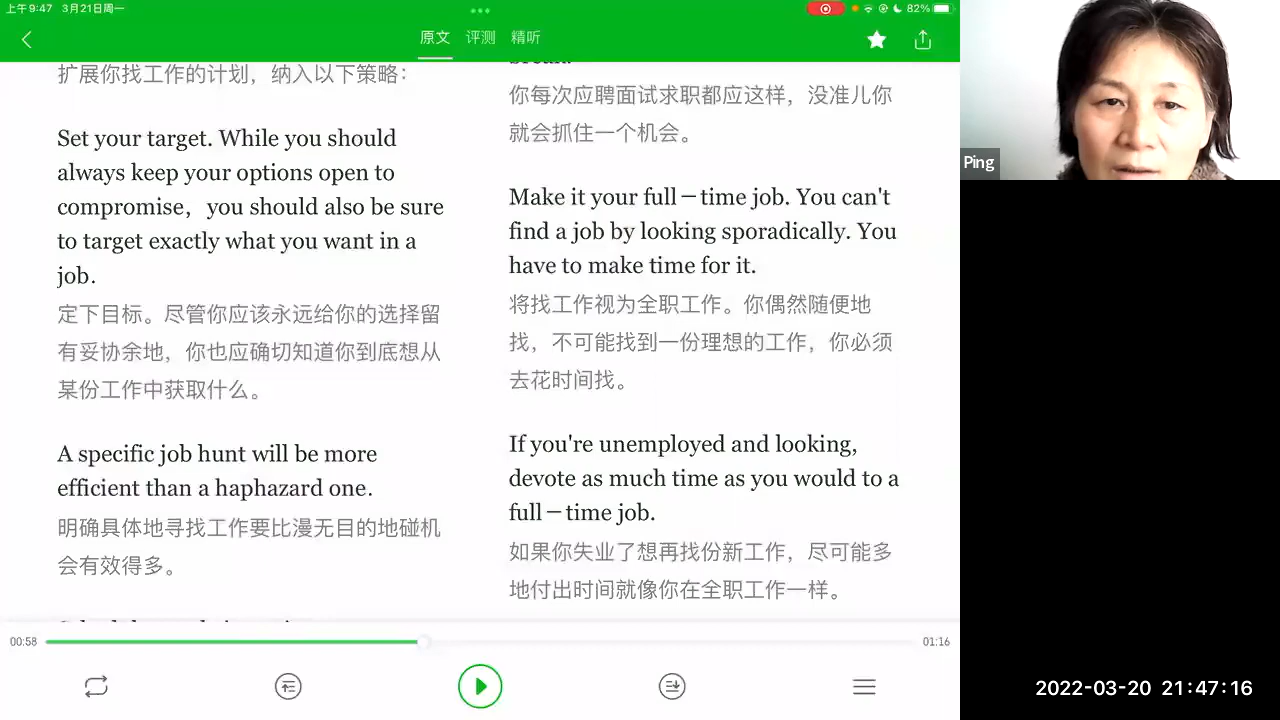 上午9:47 3月21日周一
82%
原文 评测 精听
扩展你找工作的计划，纳入以下策略：
Set your target. While you should
always keep your options open to
compromise，you should also be sure
to target exactly what you want in a
job.
定下目标。尽管你应该永远给你的选择留
有妥协余地，你也应确切知道你到底想从
某份工作中获取什么。
A specific job hunt will be more
efficient than a haphazard one.
明确具体地寻找工作要比漫无目的地碰机
会有效得多。
你每次应聘面试求职都应这样，没准儿你
就会抓住一个机会。
Make it your full－time job. You can't
find a job by looking sporadically. You
have to make time for it.
将找工作视为全职工作。你偶然随便地
找，不可能找到一份理想的工作，你必须
去花时间找。
If you're unemployed and looking,
devote as much time as you would to a
full－time job.
如果你失业了想再找份新工作，尽可能多
地付出时间就像你在全职工作一样。
00:58
01:16
Ping
2022-03-20 21:47:16